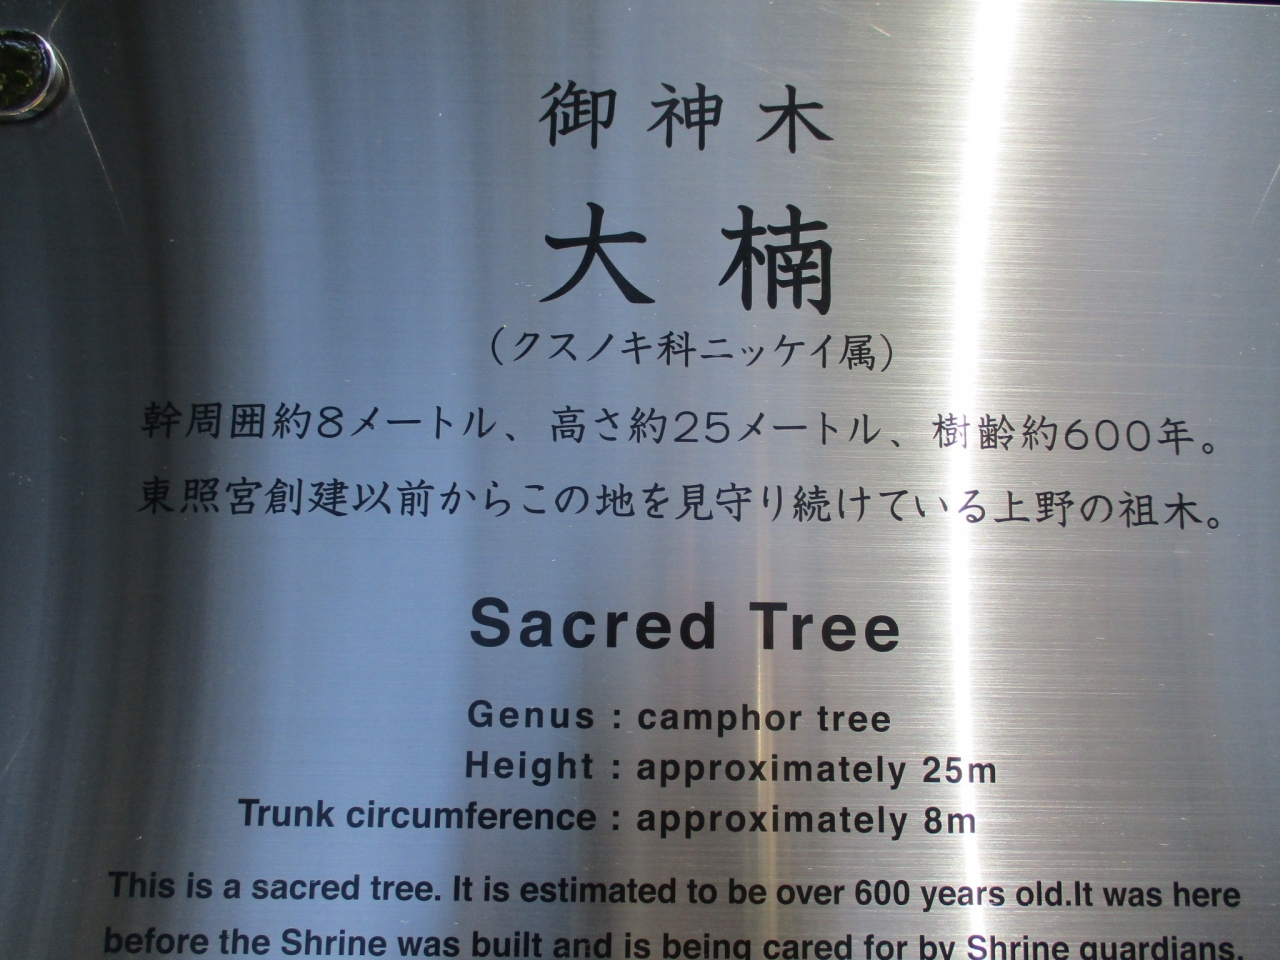 御神木
大楠
（クスノキ科ニッケイ属）
幹周囲約8メートル、高さ約25メートル、樹齢約600年。
東照宮創建以前からこの地を見守り続けている上野の祖木。
Sacred Tree
Genus : camphor tree
Height : approximately 25m
Trunk circumference : approximately 8m
This is a sacred tree. It is estimated to be over 600 years old.It was here
before the Shrine was built and is being cared for by Shrine guardians.